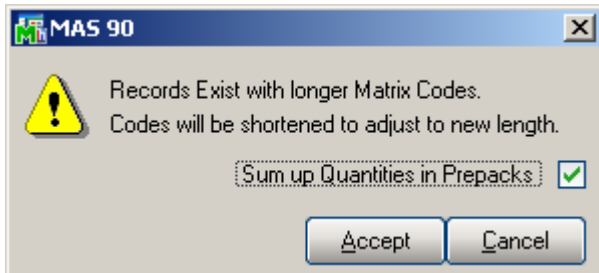 MAS 90
Records Exist with longer Matrix Codes.
Codes will be shortened to adjust to new length.
Sum up Quantities in Prepacks
Accept Cancel